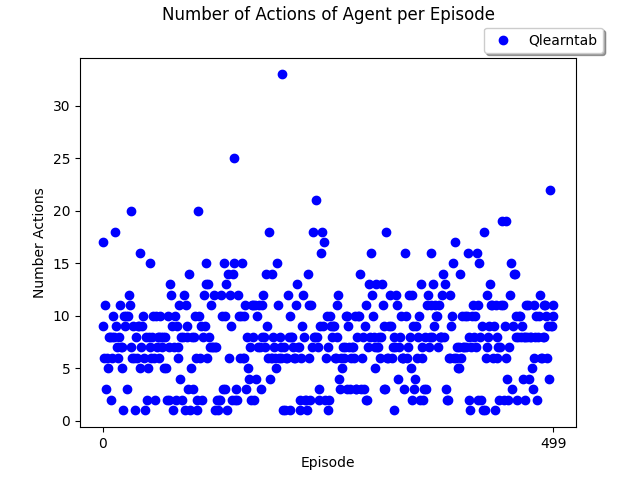 Number of Actions of Agent per Episode
Qlearntab
Number Actions
30
25
20
15
10
5
0
0 499
Episode